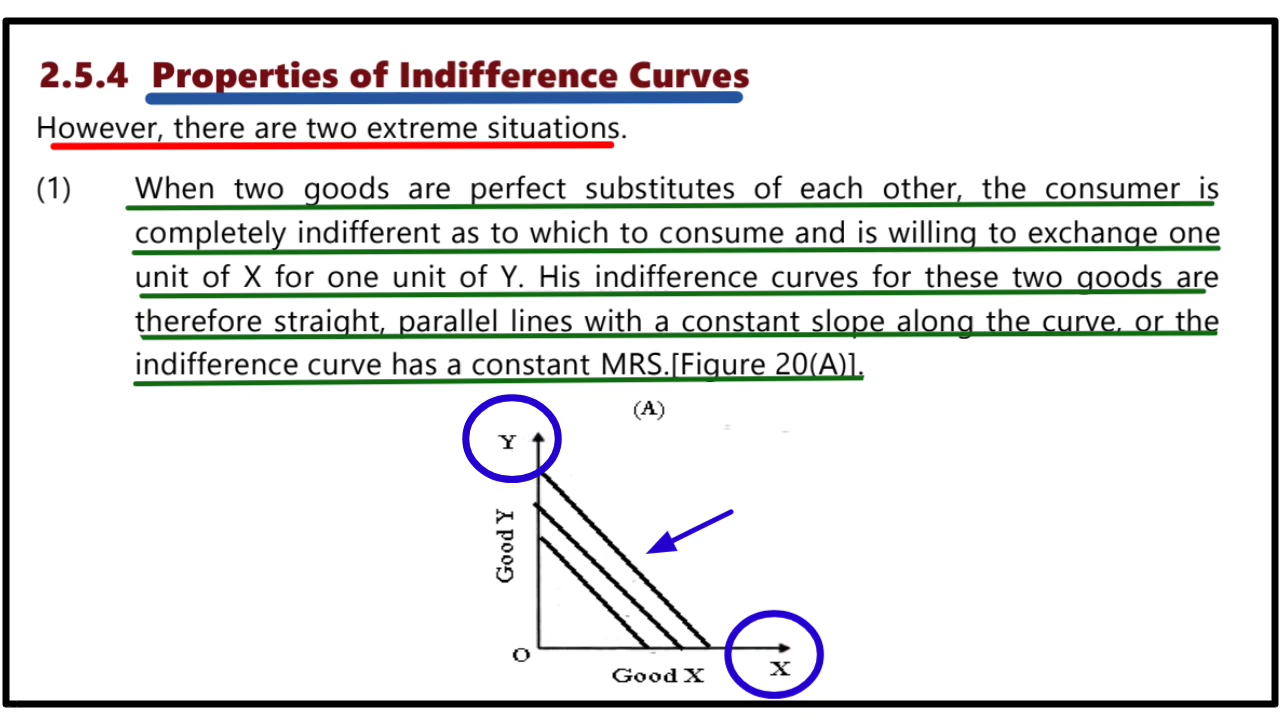 2.5.4 Properties of Indifference Curves
However, there are two extreme situations.
(1) When two goods are perfect substitutes of each other, the consumer is
completely indifferent as to which to consume and is willing to exchange one
unit of X for one unit of Y. His indifference curves for these two goods are
therefore straight, parallel lines with a constant slope along the curve, or the
indifference curve has a constant MRS.[Figure 20(A)].
(A)
Y
Good Y
O
Good X
X